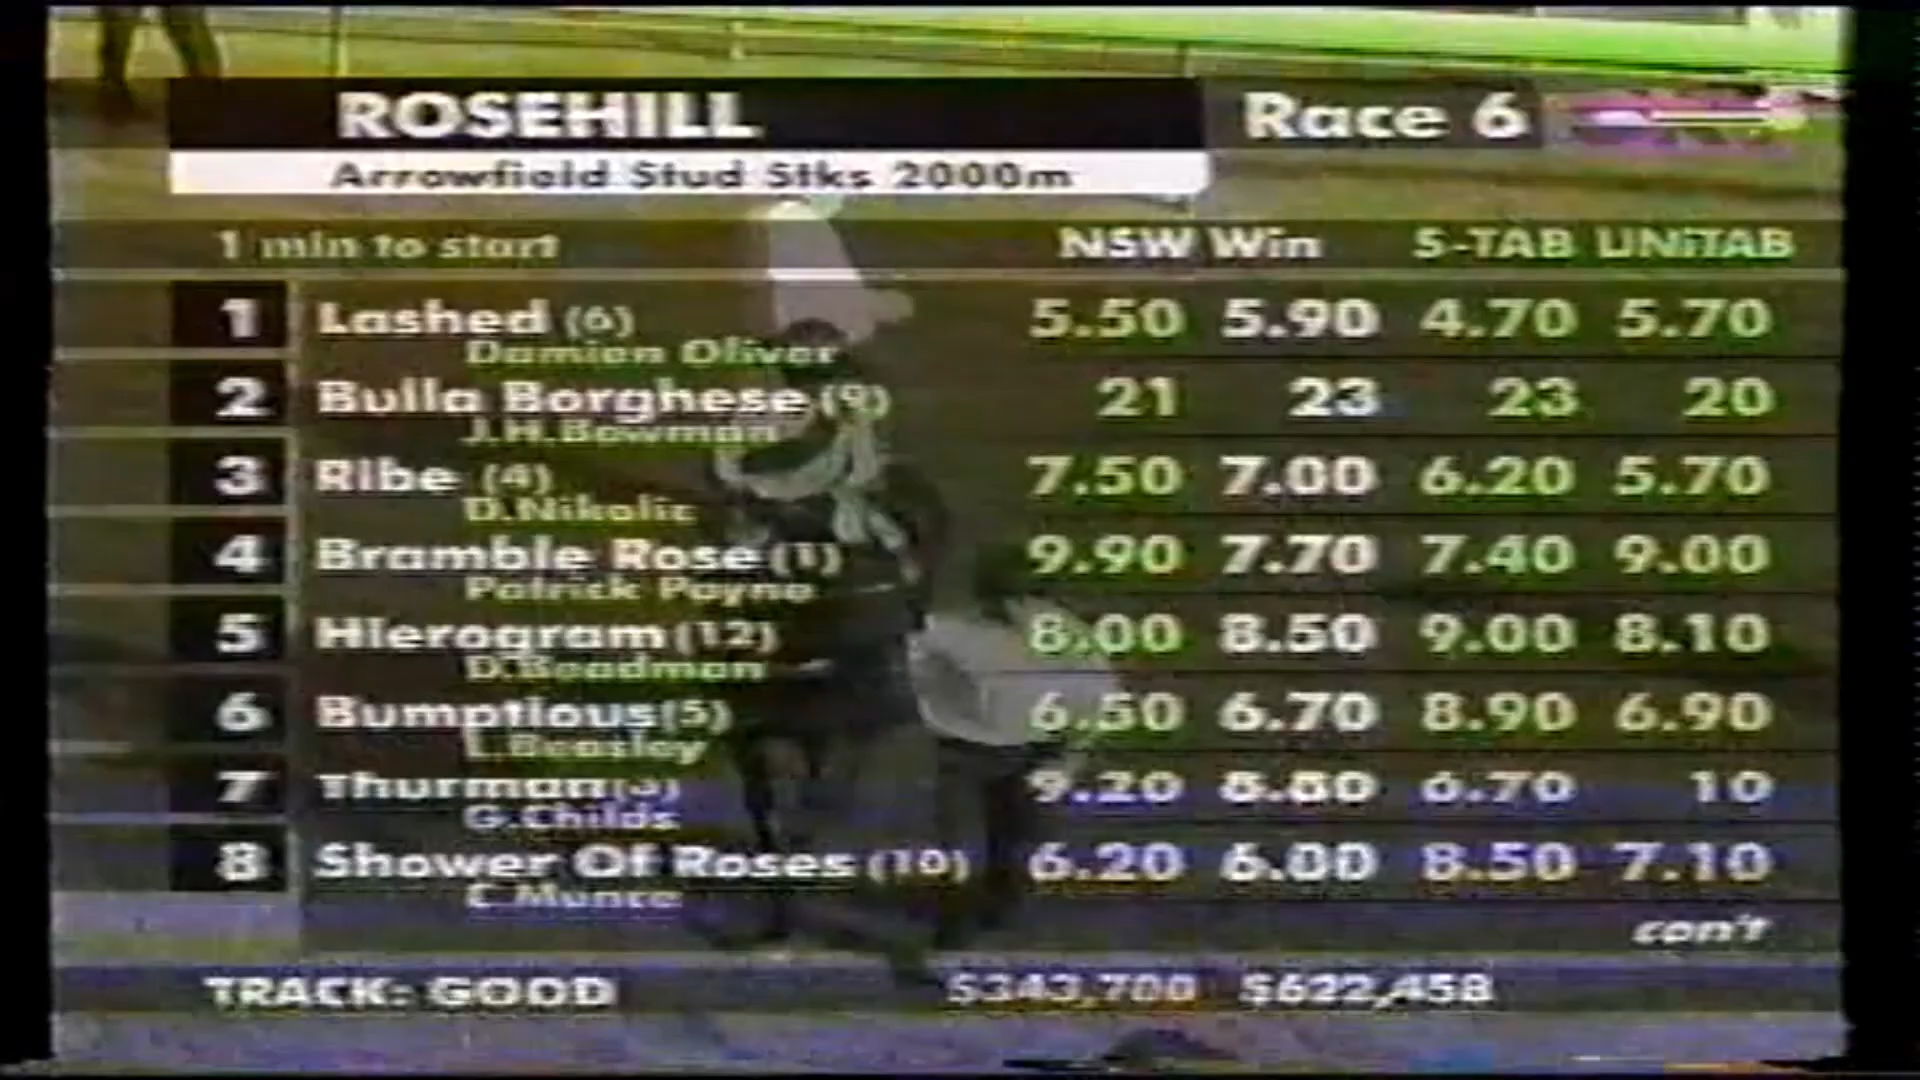 ROSEHILL Race 6
Arrowfield Stud Stks 2000m
1 min to start NSW Win S-TAB UNiTAB
1 Lashed (6) 5.50 5.90 4.70 5.70
Damien Oliver
2 Bulla Borghese (9) 21 23 23 20
J.H.Bowman
3 Ribe (4) 7.50 7.00 6.20 5.70
D.Nikolic
4 Bramble Rose (1) 9.90 7.70 7.40 9.00
Patrick Payne
5 Hierogram (12) 8.00 8.50 9.00 8.10
D.Beadman
6 Bumptious (5) 6.50 6.70 8.90 6.90
L.Beasley
7 Thurman (3) 9.20 6.70 10
G.Childs
8 Shower Of Roses (10) 6.20 6.00 8.50 7.10
C.Munce
con't
TRACK: GOOD $343,700 $622,458